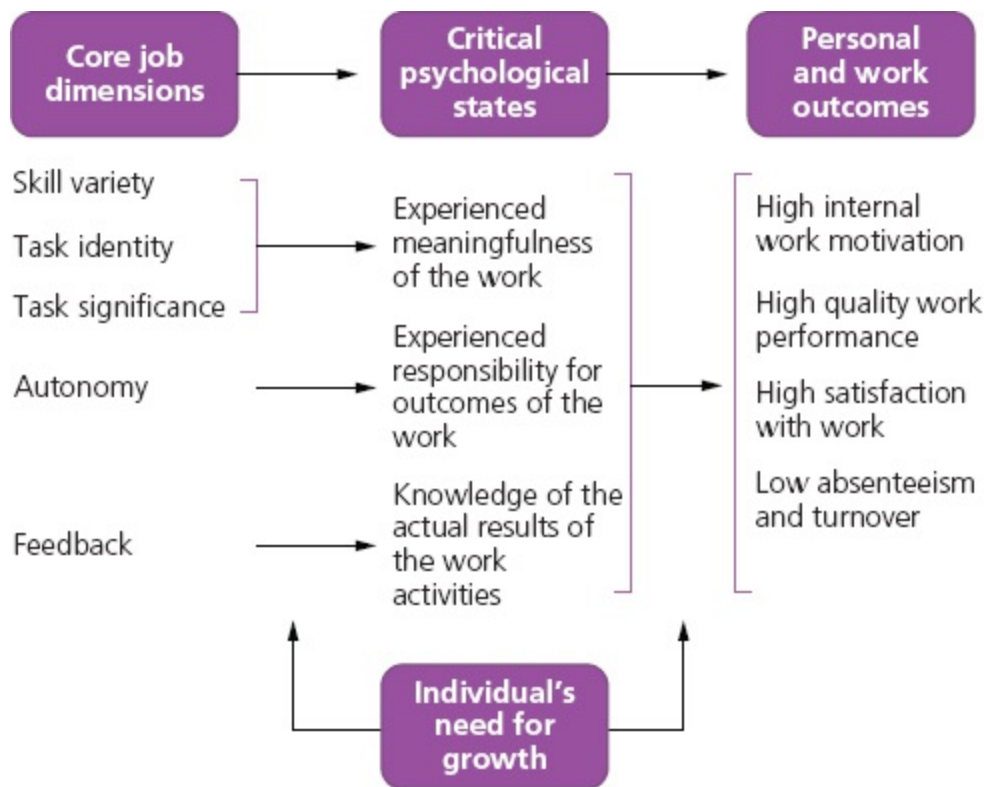 Core job
dimensions
Critical
psychological
states
Personal
and work
outcomes
Skill variety
Task identity
Task significance
Autonomy
Feedback
Experienced
meaningfulness
of the work
Experienced
responsibility for
outcomes of the
work
Knowledge of the
actual results of
the work
activities
High internal
work motivation
High quality work
performance
High satisfaction
with work
Low absenteeism
and turnover
Individual's
need for
growth